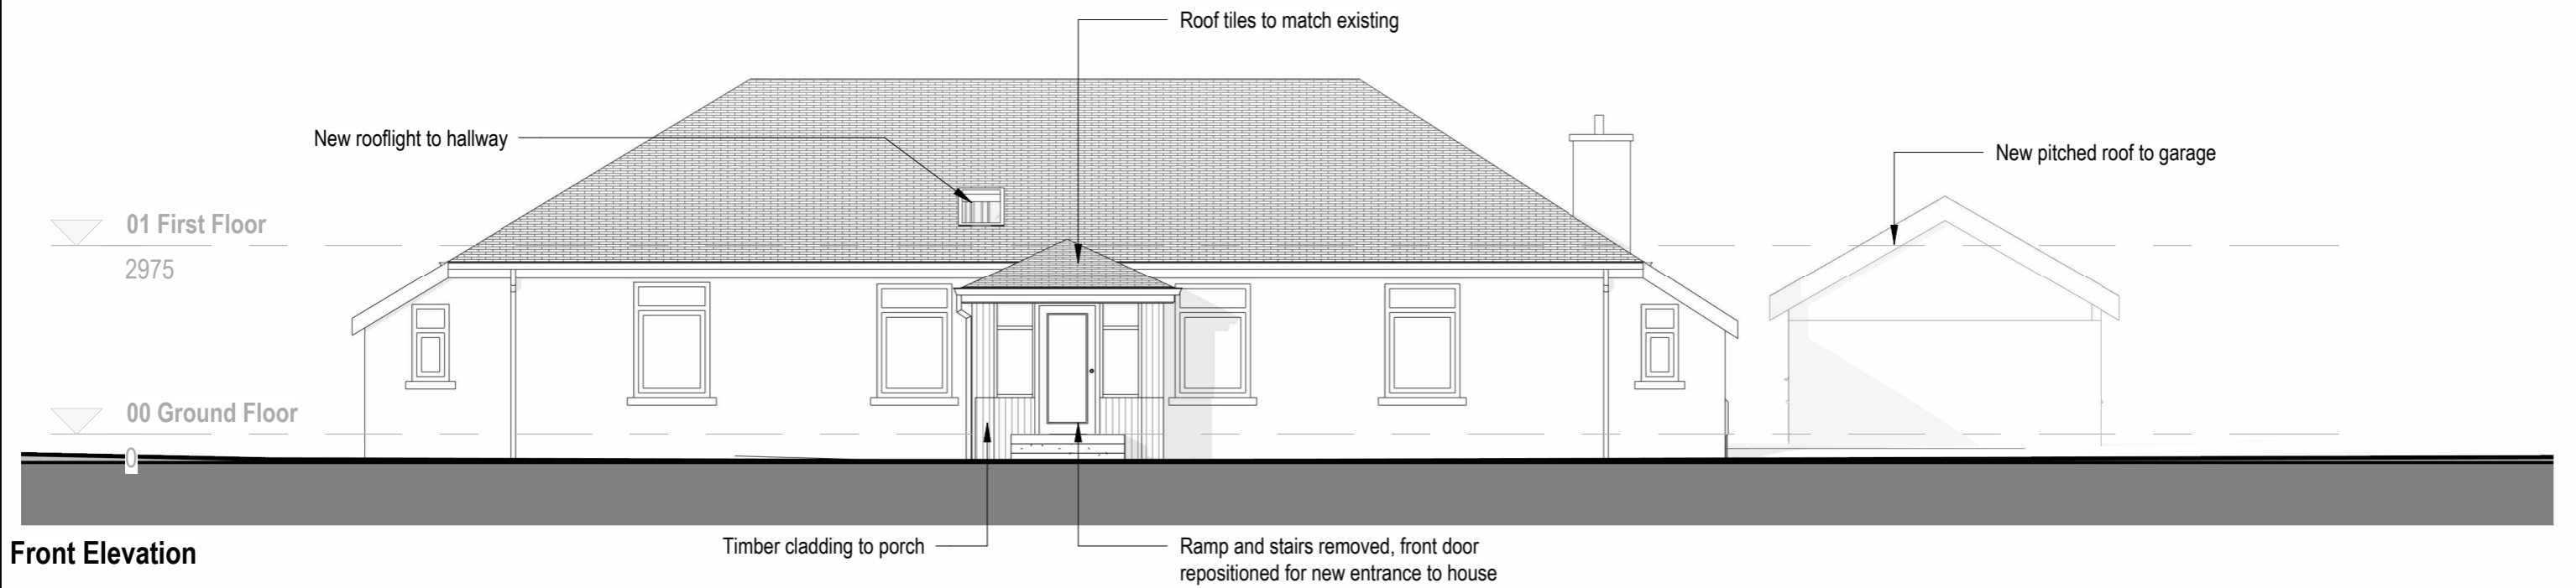 Roof tiles to match existing
New rooflight to hallway
New pitched roof to garage
01 First Floor
2975
00 Ground Floor
0
Timber cladding to porch
Ramp and stairs removed, front door
repositioned for new entrance to house
Front Elevation